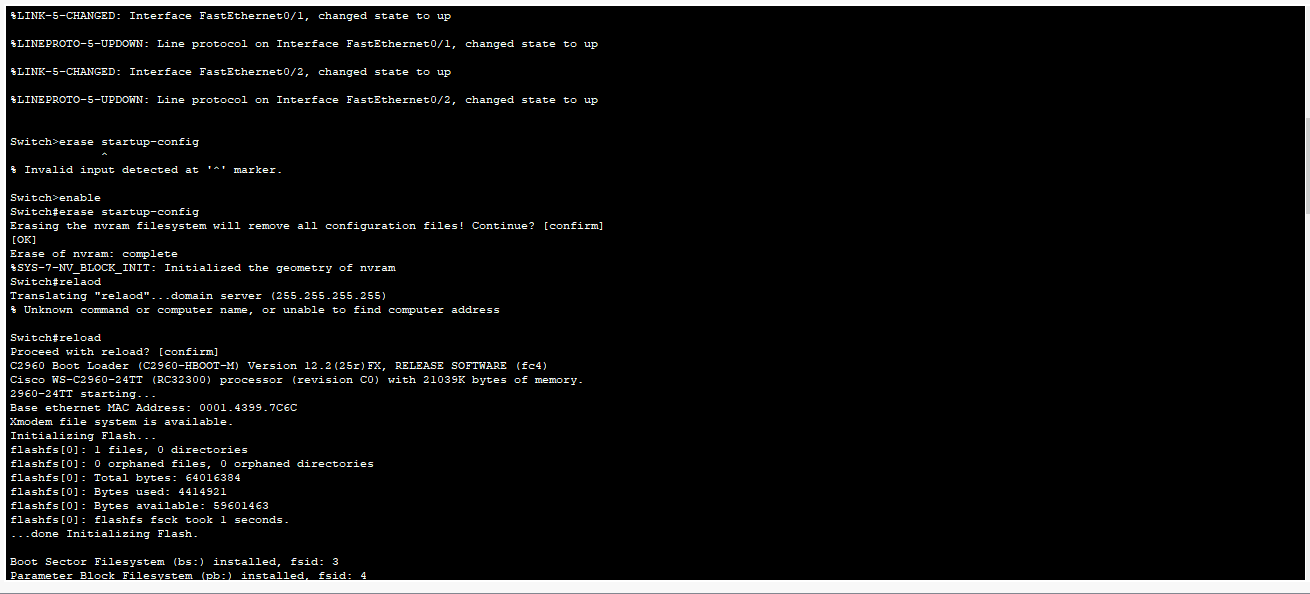 %LINK-5-CHANGED: Interface FastEthernet0/1, changed state to up
%LINEPROTO-5-UPDOWN: Line protocol on Interface FastEthernet0/1, changed state to up
%LINK-5-CHANGED: Interface FastEthernet0/2, changed state to up
%LINEPROTO-5-UPDOWN: Line protocol on Interface FastEthernet0/2, changed state to up
Switch>erase startup-config
^
% Invalid input detected at '^' marker.
Switch>enable
Switch#erase startup-config
Erasing the nvram filesystem will remove all configuration files! Continue? [confirm]
[OK]
Erase of nvram: complete
%SYS-7-NV_BLOCK_INIT: Initialized the geometry of nvram
Switch#relaod
Translating "relaod"...domain server (255.255.255.255)
% Unknown command or computer name, or unable to find computer address
Switch#reload
Proceed with reload? [confirm]
C2960 Boot Loader (C2960-HBOOT-M) Version 12.2(25r)FX, RELEASE SOFTWARE (fc4)
Cisco WS-C2960-24TT (RC32300) processor (revision C0) with 21039K bytes of memory.
2960-24TT starting...
Base ethernet MAC Address: 0001.4399.7C6C
Xmodem file system is available.
Initializing Flash...
flashfs[0]: 1 files, 0 directories
flashfs[0]: 0 orphaned files, 0 orphaned directories
flashfs[0]: Total bytes: 64016384
flashfs[0]: Bytes used: 4414921
flashfs[0]: Bytes available: 59601463
flashfs[0]: flashfs fsck took 1 seconds.
...done Initializing Flash.
Boot Sector Filesystem (bs:) installed, fsid: 3
Parameter Block Filesystem (pb:) installed, fsid: 4